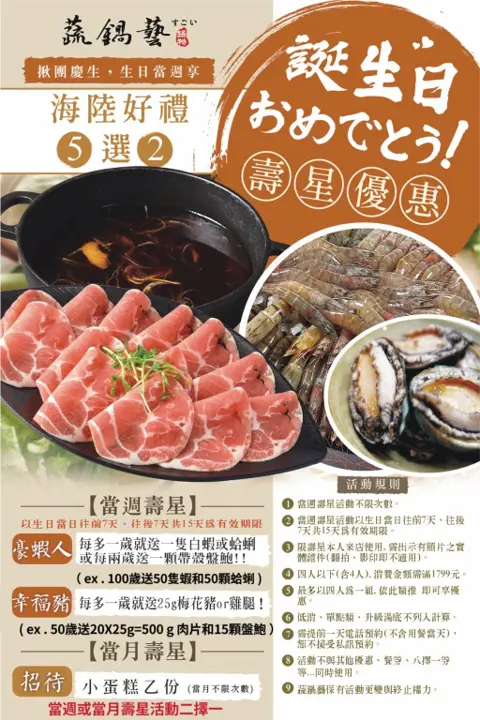 蔬鍋藝
すごい
揪團慶生，生日當週享
海陸好禮
5選2
誕生日
おめでとう!
壽星優惠
【當週壽星】
以生日當日往前7天、往後7天共15天為有效期限
豪蝦人
每多一歲就送一隻白蝦或蛤蜊
或每兩歲送一顆帶殼盤鮑!!
( ex . 100歲送50隻蝦和50顆蛤蜊 )
幸福豬
每多一歲就送25g梅花豬or雞腿！
( ex . 50歲送20X25g=500 g 肉片和15顆盤鮑 )
【當月壽星】
招待
小蛋糕乙份 (當月不限次數)
當週或當月壽星活動二擇一
活動規則
1 當週壽星活動不限次數。
2 當週壽星活動以生日當日往前7天、往後
7天共15天為有效期限。
3 限壽星本人來店使用，需出示有照片之實
體證件(翻拍、影印即不適用)。
4 四人以下(含4人)，消費金額需滿1799元。
5 最多以四人為一組，依此類推 即可享優
惠。
6 低消、單點類、升級湯底不列入計算。
7 需提前一天電話預約(不含用餐當天)，
恕不接受私訊預約。
8 活動不與其他優惠、餐券、八擇一等
等...同時使用。
9 蔬鍋藝保有活動更變與終止權力。